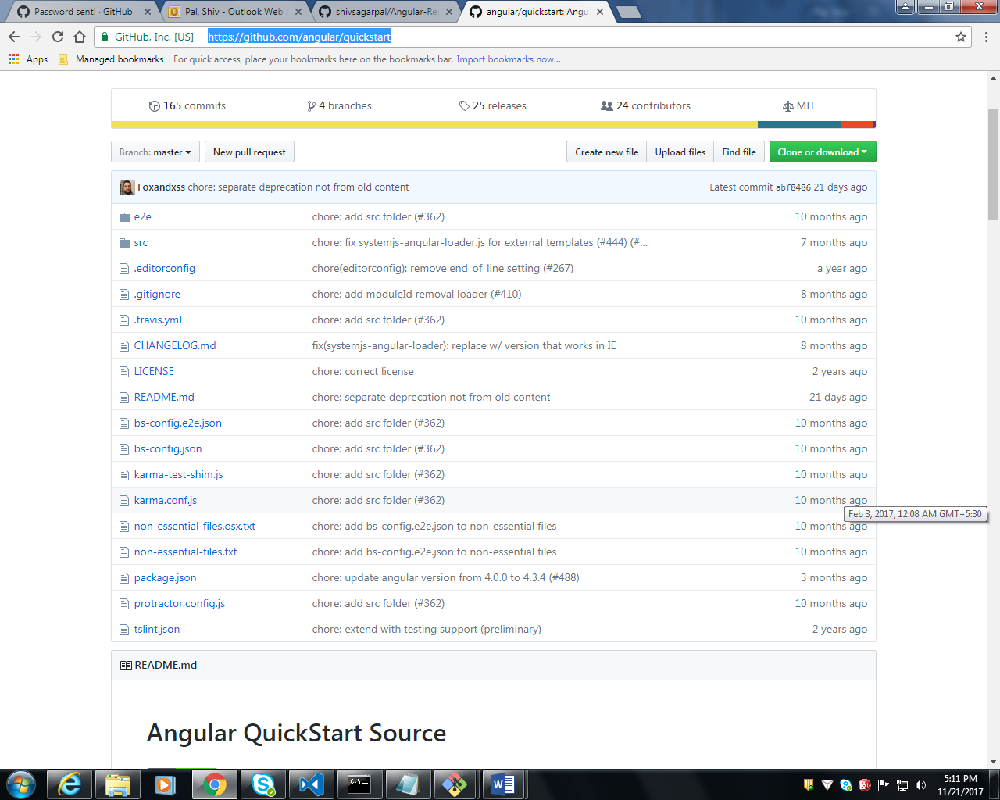 Password sent! · GitHub
Pal, Shiv - Outlook Web
shivsagarpal/Angular-Re
angular/quickstart: Angu
GitHub, Inc. [US] https://github.com/angular/quickstart
Apps Managed bookmarks For quick access, place your bookmarks here on the bookmarks bar. Import bookmarks now...
165 commits 4 branches 25 releases 24 contributors MIT
Branch: master New pull request Create new file Upload files Find file Clone or download
Foxandxss chore: separate deprecation not from old content Latest commit abf8486 21 days ago
e2e chore: add src folder (#362) 10 months ago
src chore: fix systemjs-angular-loader.js for external templates (#444) (#... 7 months ago
.editorconfig chore(editorconfig): remove end_of_line setting (#267) a year ago
.gitignore chore: add moduleId removal loader (#410) 8 months ago
.travis.yml chore: add src folder (#362) 10 months ago
CHANGELOG.md fix(systemjs-angular-loader): replace w/ version that works in IE 8 months ago
LICENSE chore: correct license 2 years ago
README.md chore: separate deprecation not from old content 21 days ago
bs-config.e2e.json chore: add src folder (#362) 10 months ago
bs-config.json chore: add src folder (#362) 10 months ago
karma-test-shim.js chore: add src folder (#362) 10 months ago
karma.conf.js chore: add src folder (#362) 10 months ago
Feb 3, 2017, 12:08 AM GMT+5:30
non-essential-files.osx.txt chore: add bs-config.e2e.json to non-essential files 10 months ago
non-essential-files.txt chore: add bs-config.e2e.json to non-essential files 10 months ago
package.json chore: update angular version from 4.0.0 to 4.3.4 (#488) 3 months ago
protractor.config.js chore: add src folder (#362) 10 months ago
tslint.json chore: extend with testing support (preliminary) 2 years ago
README.md
Angular QuickStart Source
5:11 PM
11/21/2017